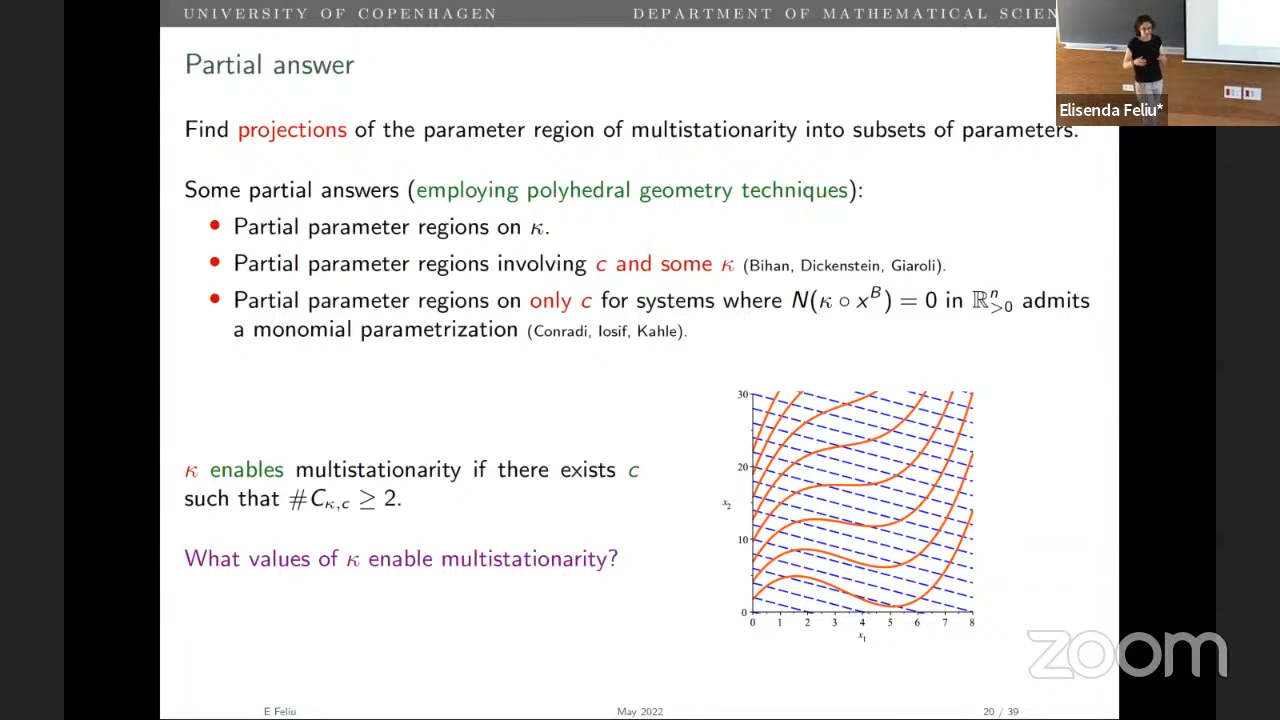 UNIVERSITY OF COPENHAGEN DEPARTMENT OF MATHEMATICAL SCIEN
Partial answer
Elisenda Feliu*
Find projections of the parameter region of multistationarity into subsets of parameters.
Some partial answers (employing polyhedral geometry techniques):
• Partial parameter regions on κ.
• Partial parameter regions involving c and some κ (Bihan, Dickenstein, Giaroli).
• Partial parameter regions on only c for systems where N(κ ∘ x^B) = 0 in ℝ^n_{>0} admits
a monomial parametrization (Conradi, Iosif, Kahle).
κ enables multistationarity if there exists c
such that #C_{κ,c} ≥ 2.
What values of κ enable multistationarity?
30
20
x₂
10
0
0 1 2 3 4 5 6 7 8
x₁
zoom
E Feliu May 2022 20 / 39